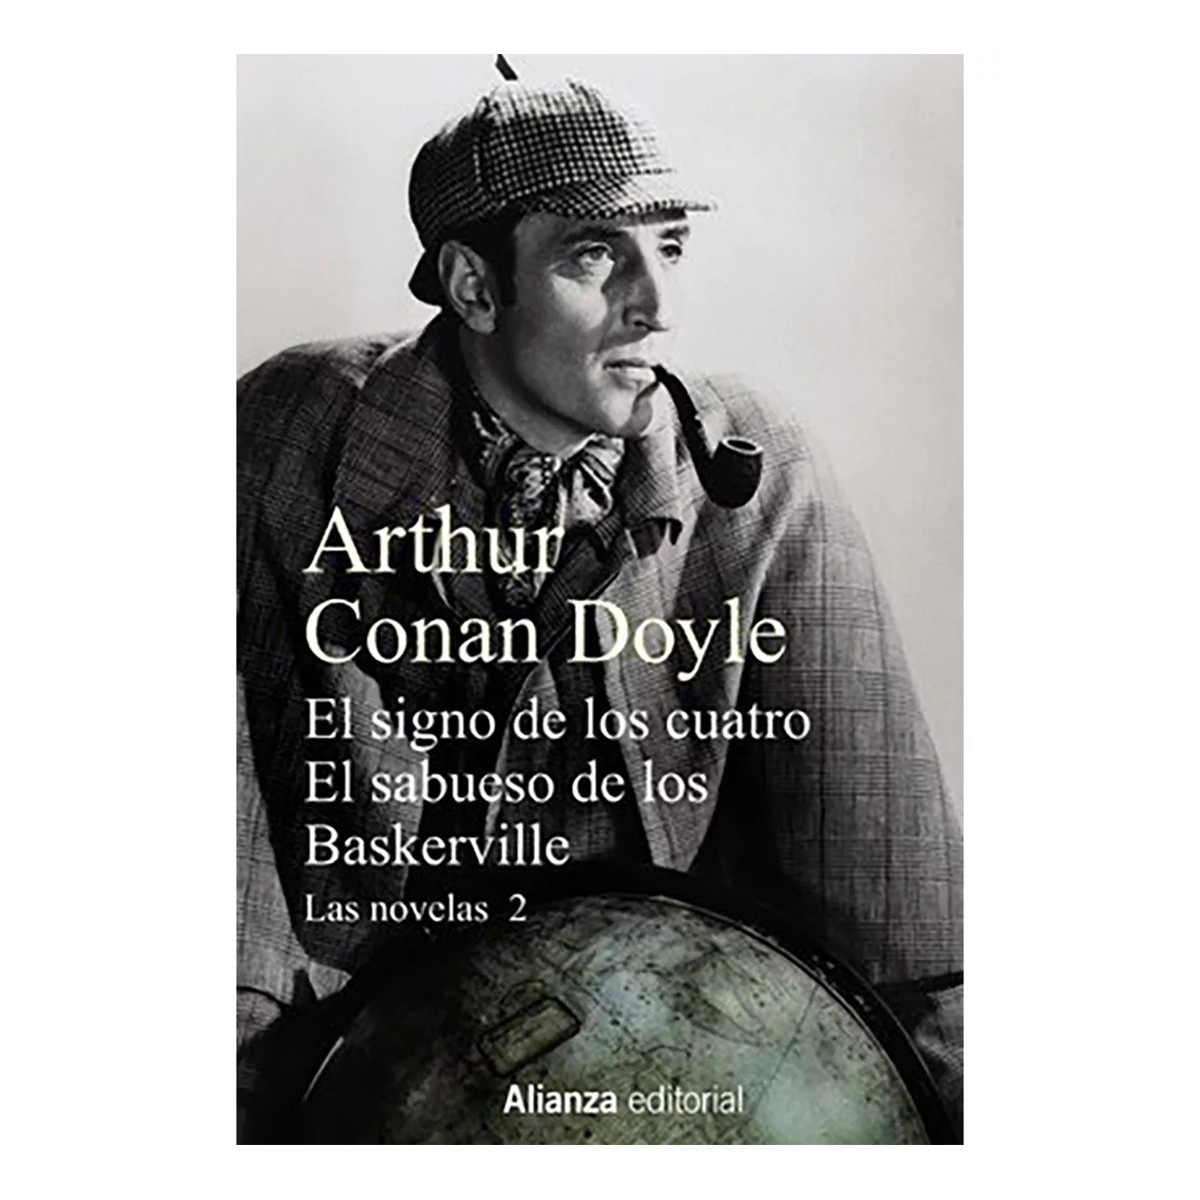 Arthur
Conan Doyle
El signo de los cuatro
El sabueso de los
Baskerville
Las novelas 2
Alianza editorial